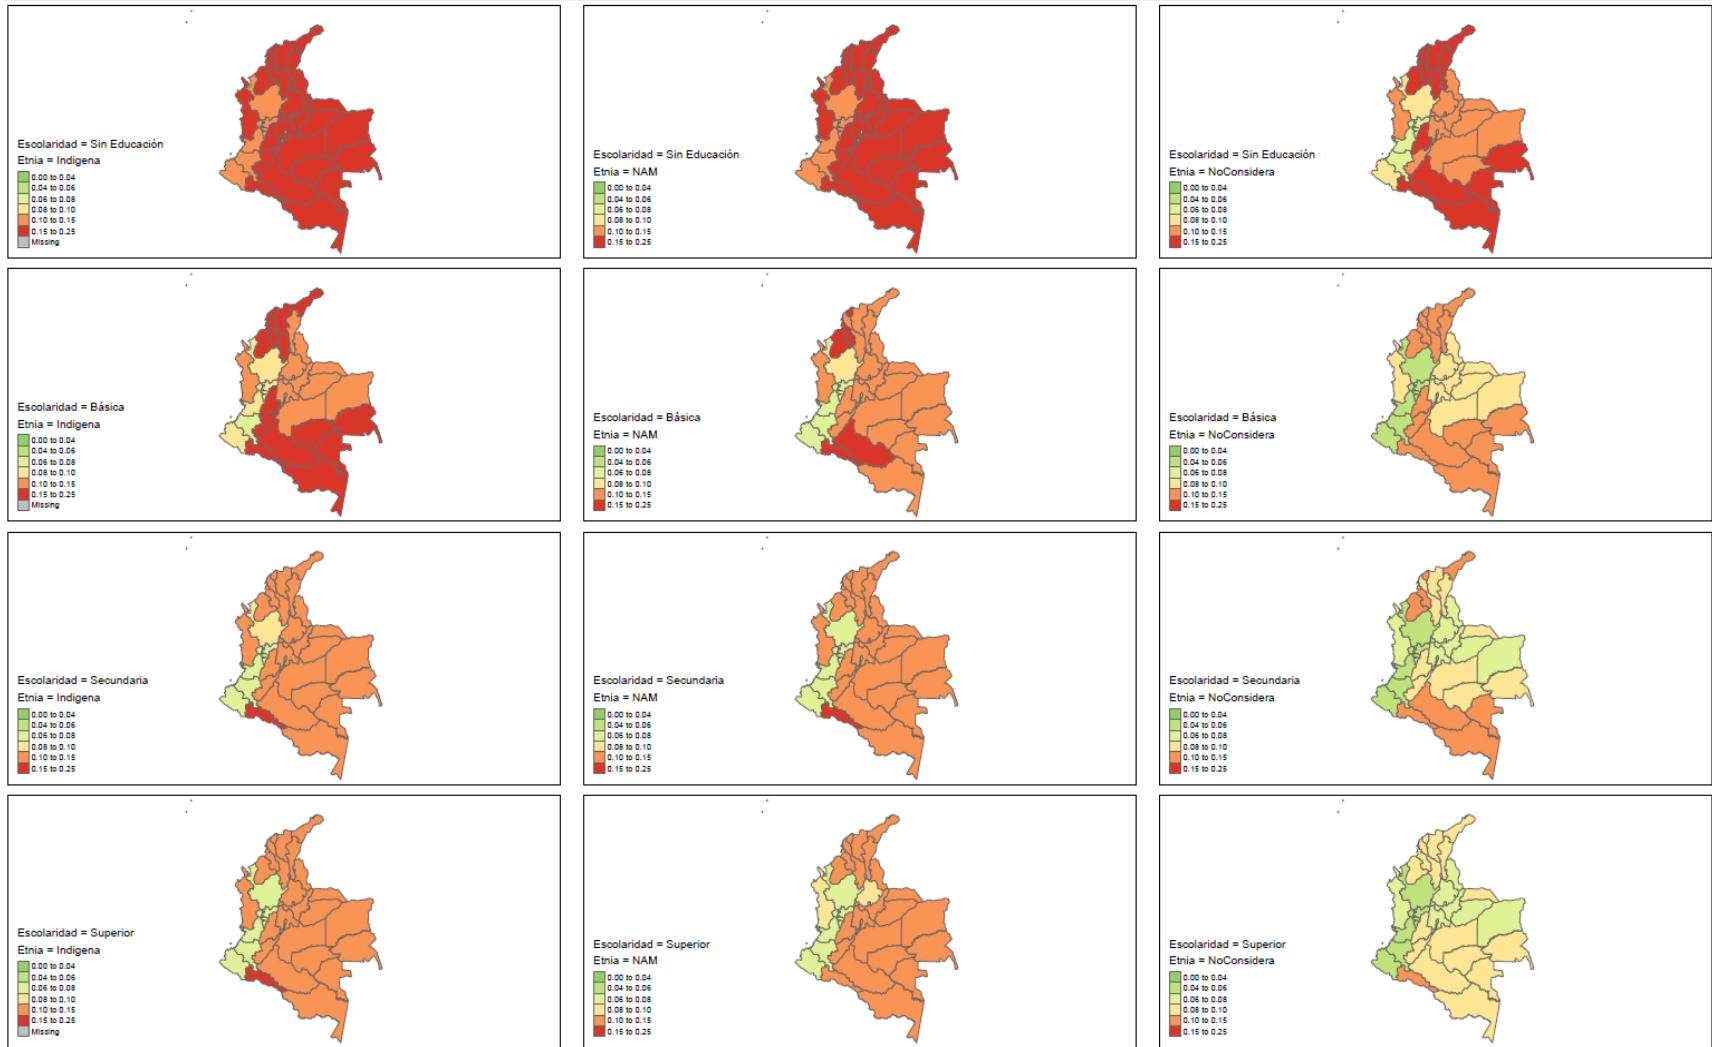 Escolaridad = Sin Educación
Etnia = Indigena
0.00 to 0.04
0.04 to 0.06
0.06 to 0.08
0.08 to 0.10
0.10 to 0.15
0.15 to 0.25
Missing
Escolaridad = Sin Educación
Etnia = NAM
0.00 to 0.04
0.04 to 0.06
0.06 to 0.08
0.08 to 0.10
0.10 to 0.15
0.15 to 0.25
Escolaridad = Sin Educación
Etnia = NoConsidera
0.00 to 0.04
0.04 to 0.06
0.06 to 0.08
0.08 to 0.10
0.10 to 0.15
0.15 to 0.25
Escolaridad = Básica
Etnia = Indigena
0.00 to 0.04
0.04 to 0.06
0.06 to 0.08
0.08 to 0.10
0.10 to 0.15
0.15 to 0.25
Missing
Escolaridad = Básica
Etnia = NAM
0.00 to 0.04
0.04 to 0.06
0.06 to 0.08
0.08 to 0.10
0.10 to 0.15
0.15 to 0.25
Escolaridad = Básica
Etnia = NoConsidera
0.00 to 0.04
0.04 to 0.06
0.06 to 0.08
0.08 to 0.10
0.10 to 0.15
0.15 to 0.25
Escolaridad = Secundaria
Etnia = Indigena
0.00 to 0.04
0.04 to 0.06
0.06 to 0.08
0.08 to 0.10
0.10 to 0.15
0.15 to 0.25
Escolaridad = Secundaria
Etnia = NAM
0.00 to 0.04
0.04 to 0.06
0.06 to 0.08
0.08 to 0.10
0.10 to 0.15
0.15 to 0.25
Escolaridad = Secundaria
Etnia = NoConsidera
0.00 to 0.04
0.04 to 0.06
0.06 to 0.08
0.08 to 0.10
0.10 to 0.15
0.15 to 0.25
Escolaridad = Superior
Etnia = Indigena
0.00 to 0.04
0.04 to 0.06
0.06 to 0.08
0.08 to 0.10
0.10 to 0.15
0.15 to 0.25
Missing
Escolaridad = Superior
Etnia = NAM
0.00 to 0.04
0.04 to 0.06
0.06 to 0.08
0.08 to 0.10
0.10 to 0.15
0.15 to 0.25
Escolaridad = Superior
Etnia = NoConsidera
0.00 to 0.04
0.04 to 0.06
0.06 to 0.08
0.08 to 0.10
0.10 to 0.15
0.15 to 0.25